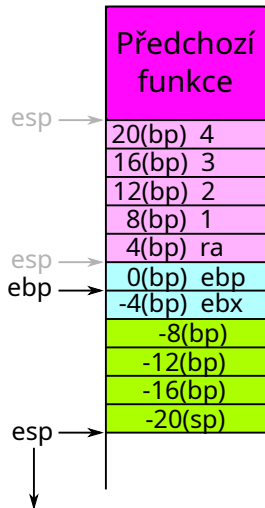 Předchozí
funkce
esp
20(bp) 4
16(bp) 3
12(bp) 2
8(bp) 1
4(bp) ra
esp
0(bp) ebp
ebp
-4(bp) ebx
-8(bp)
-12(bp)
-16(bp)
-20(sp)
esp